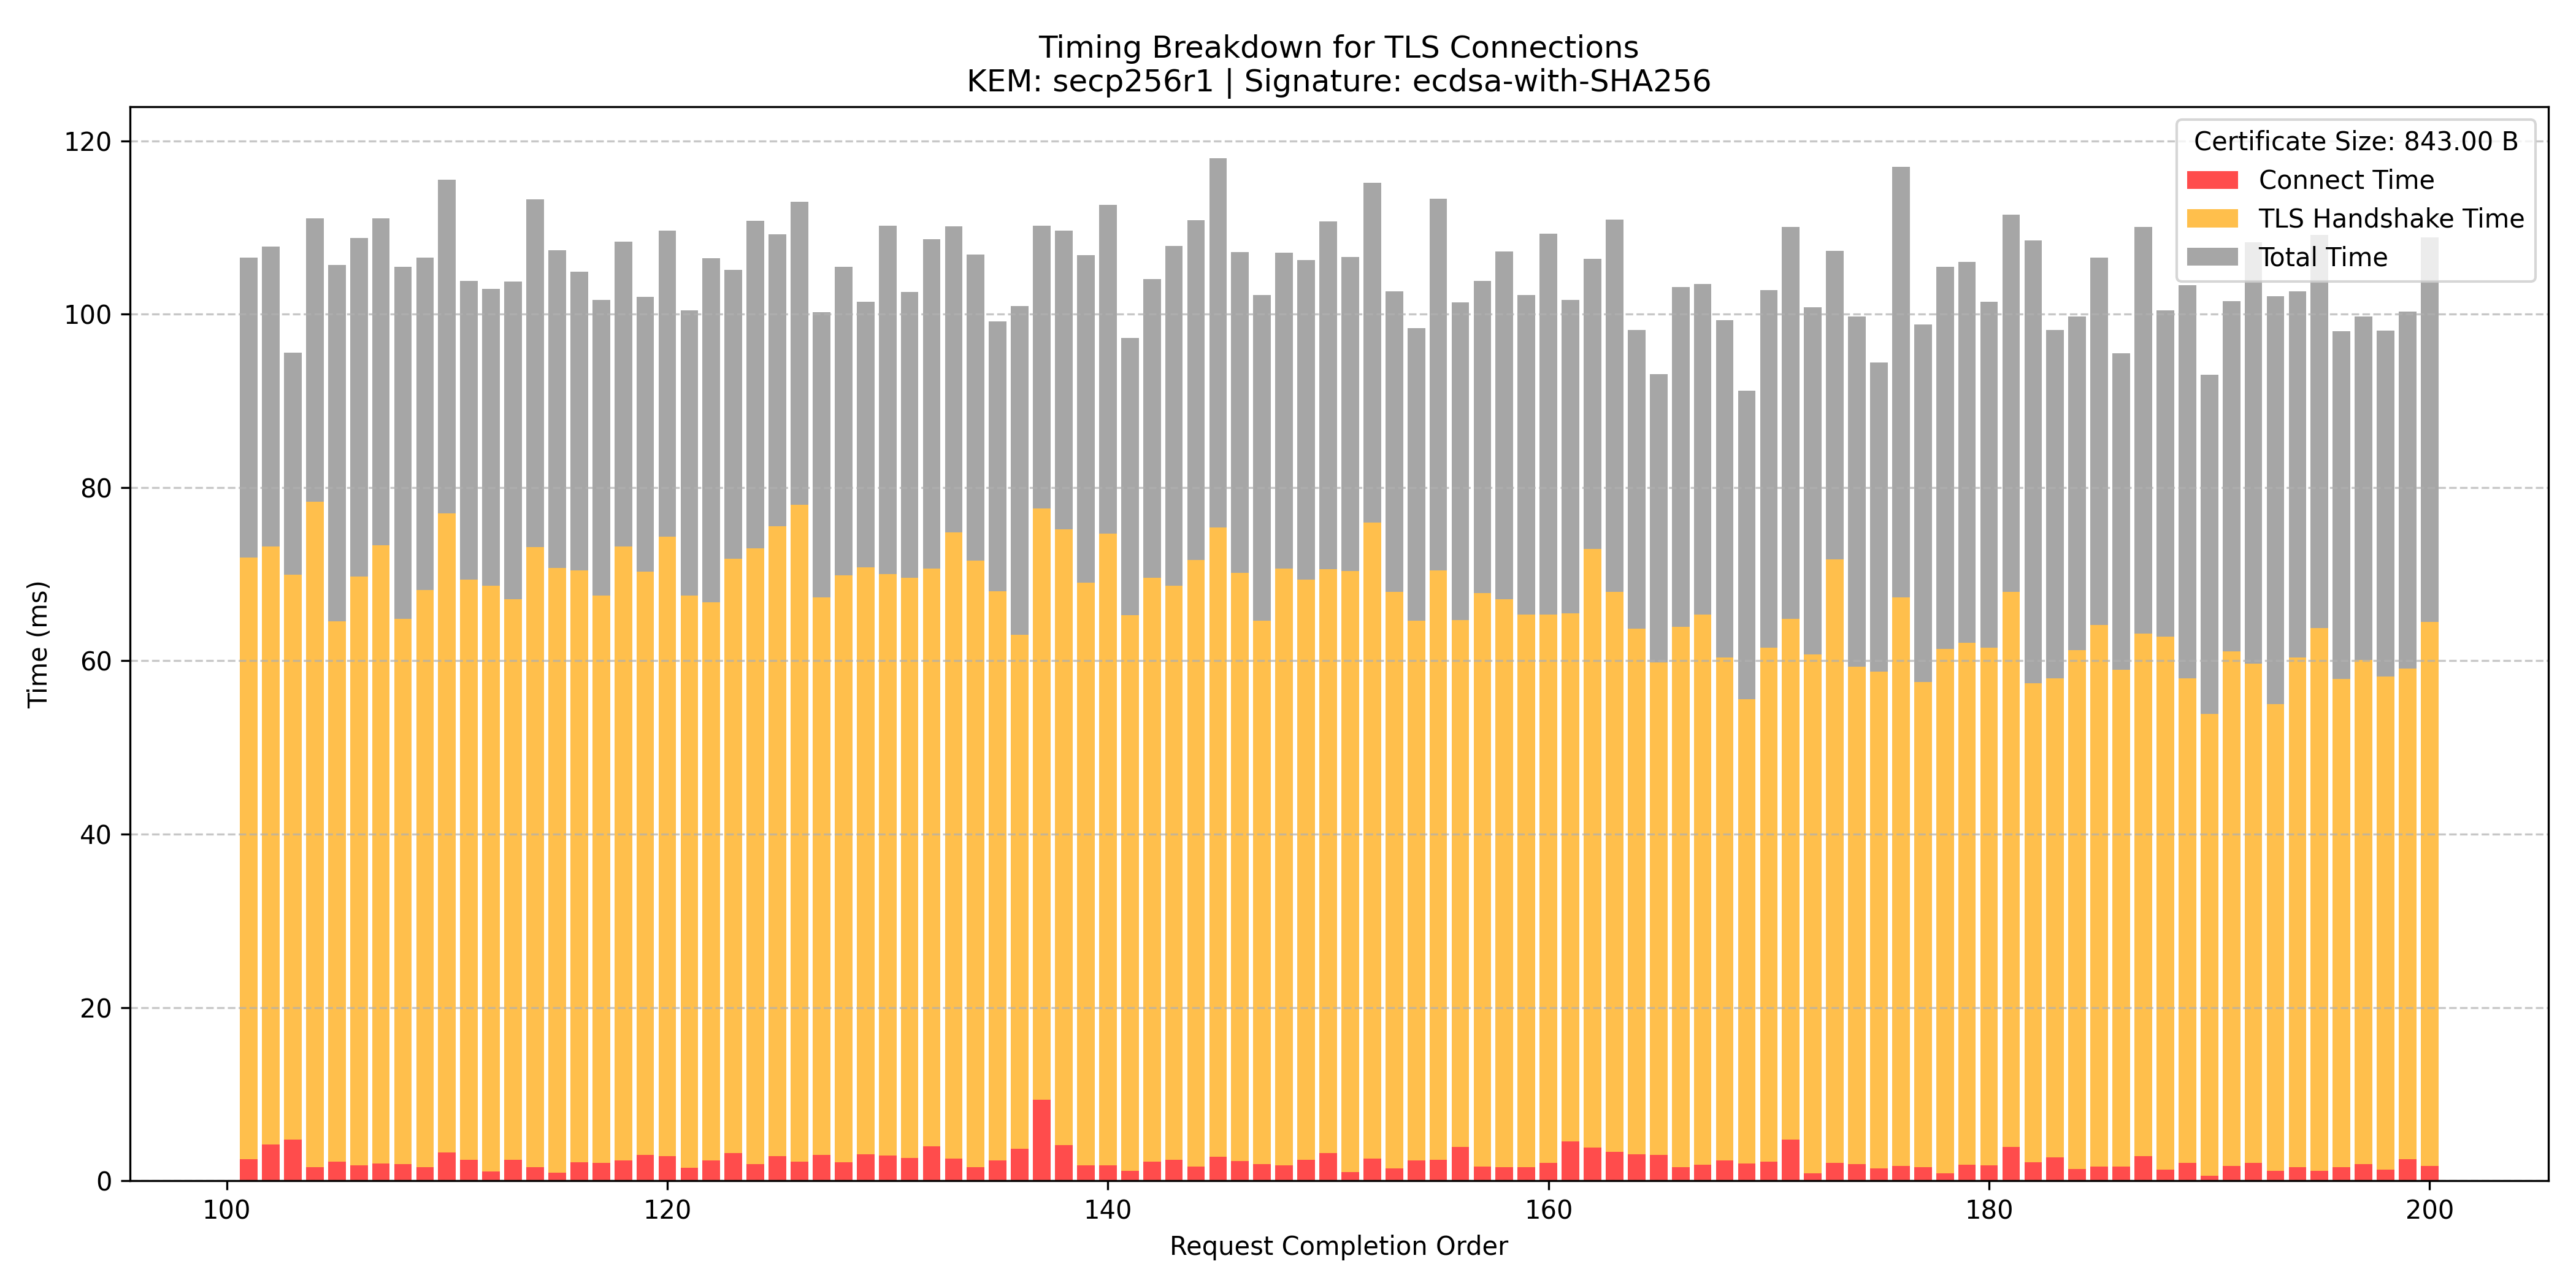 Timing Breakdown for TLS Connections
KEM: secp256r1 | Signature: ecdsa-with-SHA256
Certificate Size: 843.00 B
Connect Time
TLS Handshake Time
Total Time
Time (ms)
120
100
80
60
40
20
0
100 120 140 160 180 200
Request Completion Order